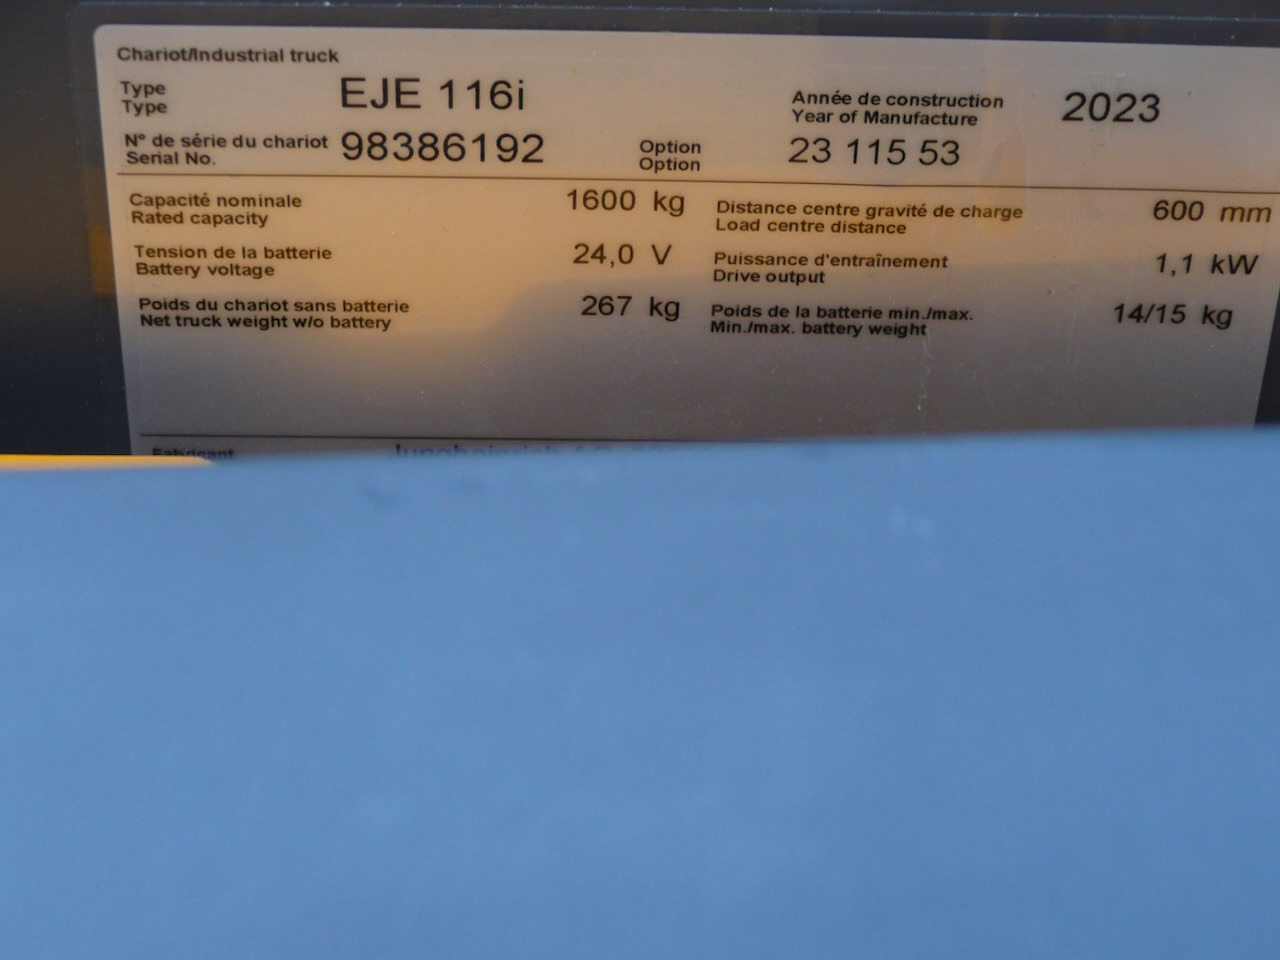 Chariot/Industrial truck
Type EJE 116i Année de construction 2023
Type Year of Manufacture
N° de série du chariot 98386192 Option 23 115 53
Serial No. Option
Capacité nominale 1600 kg Distance centre gravité de charge 600 mm
Rated capacity Load centre distance
Tension de la batterie 24,0 V Puissance d'entraînement 1,1 kW
Battery voltage Drive output
Poids du chariot sans batterie 267 kg Poids de la batterie min./max. 14/15 kg
Net truck weight w/o battery Min./max. battery weight
Fabricant Jungheinrich AG